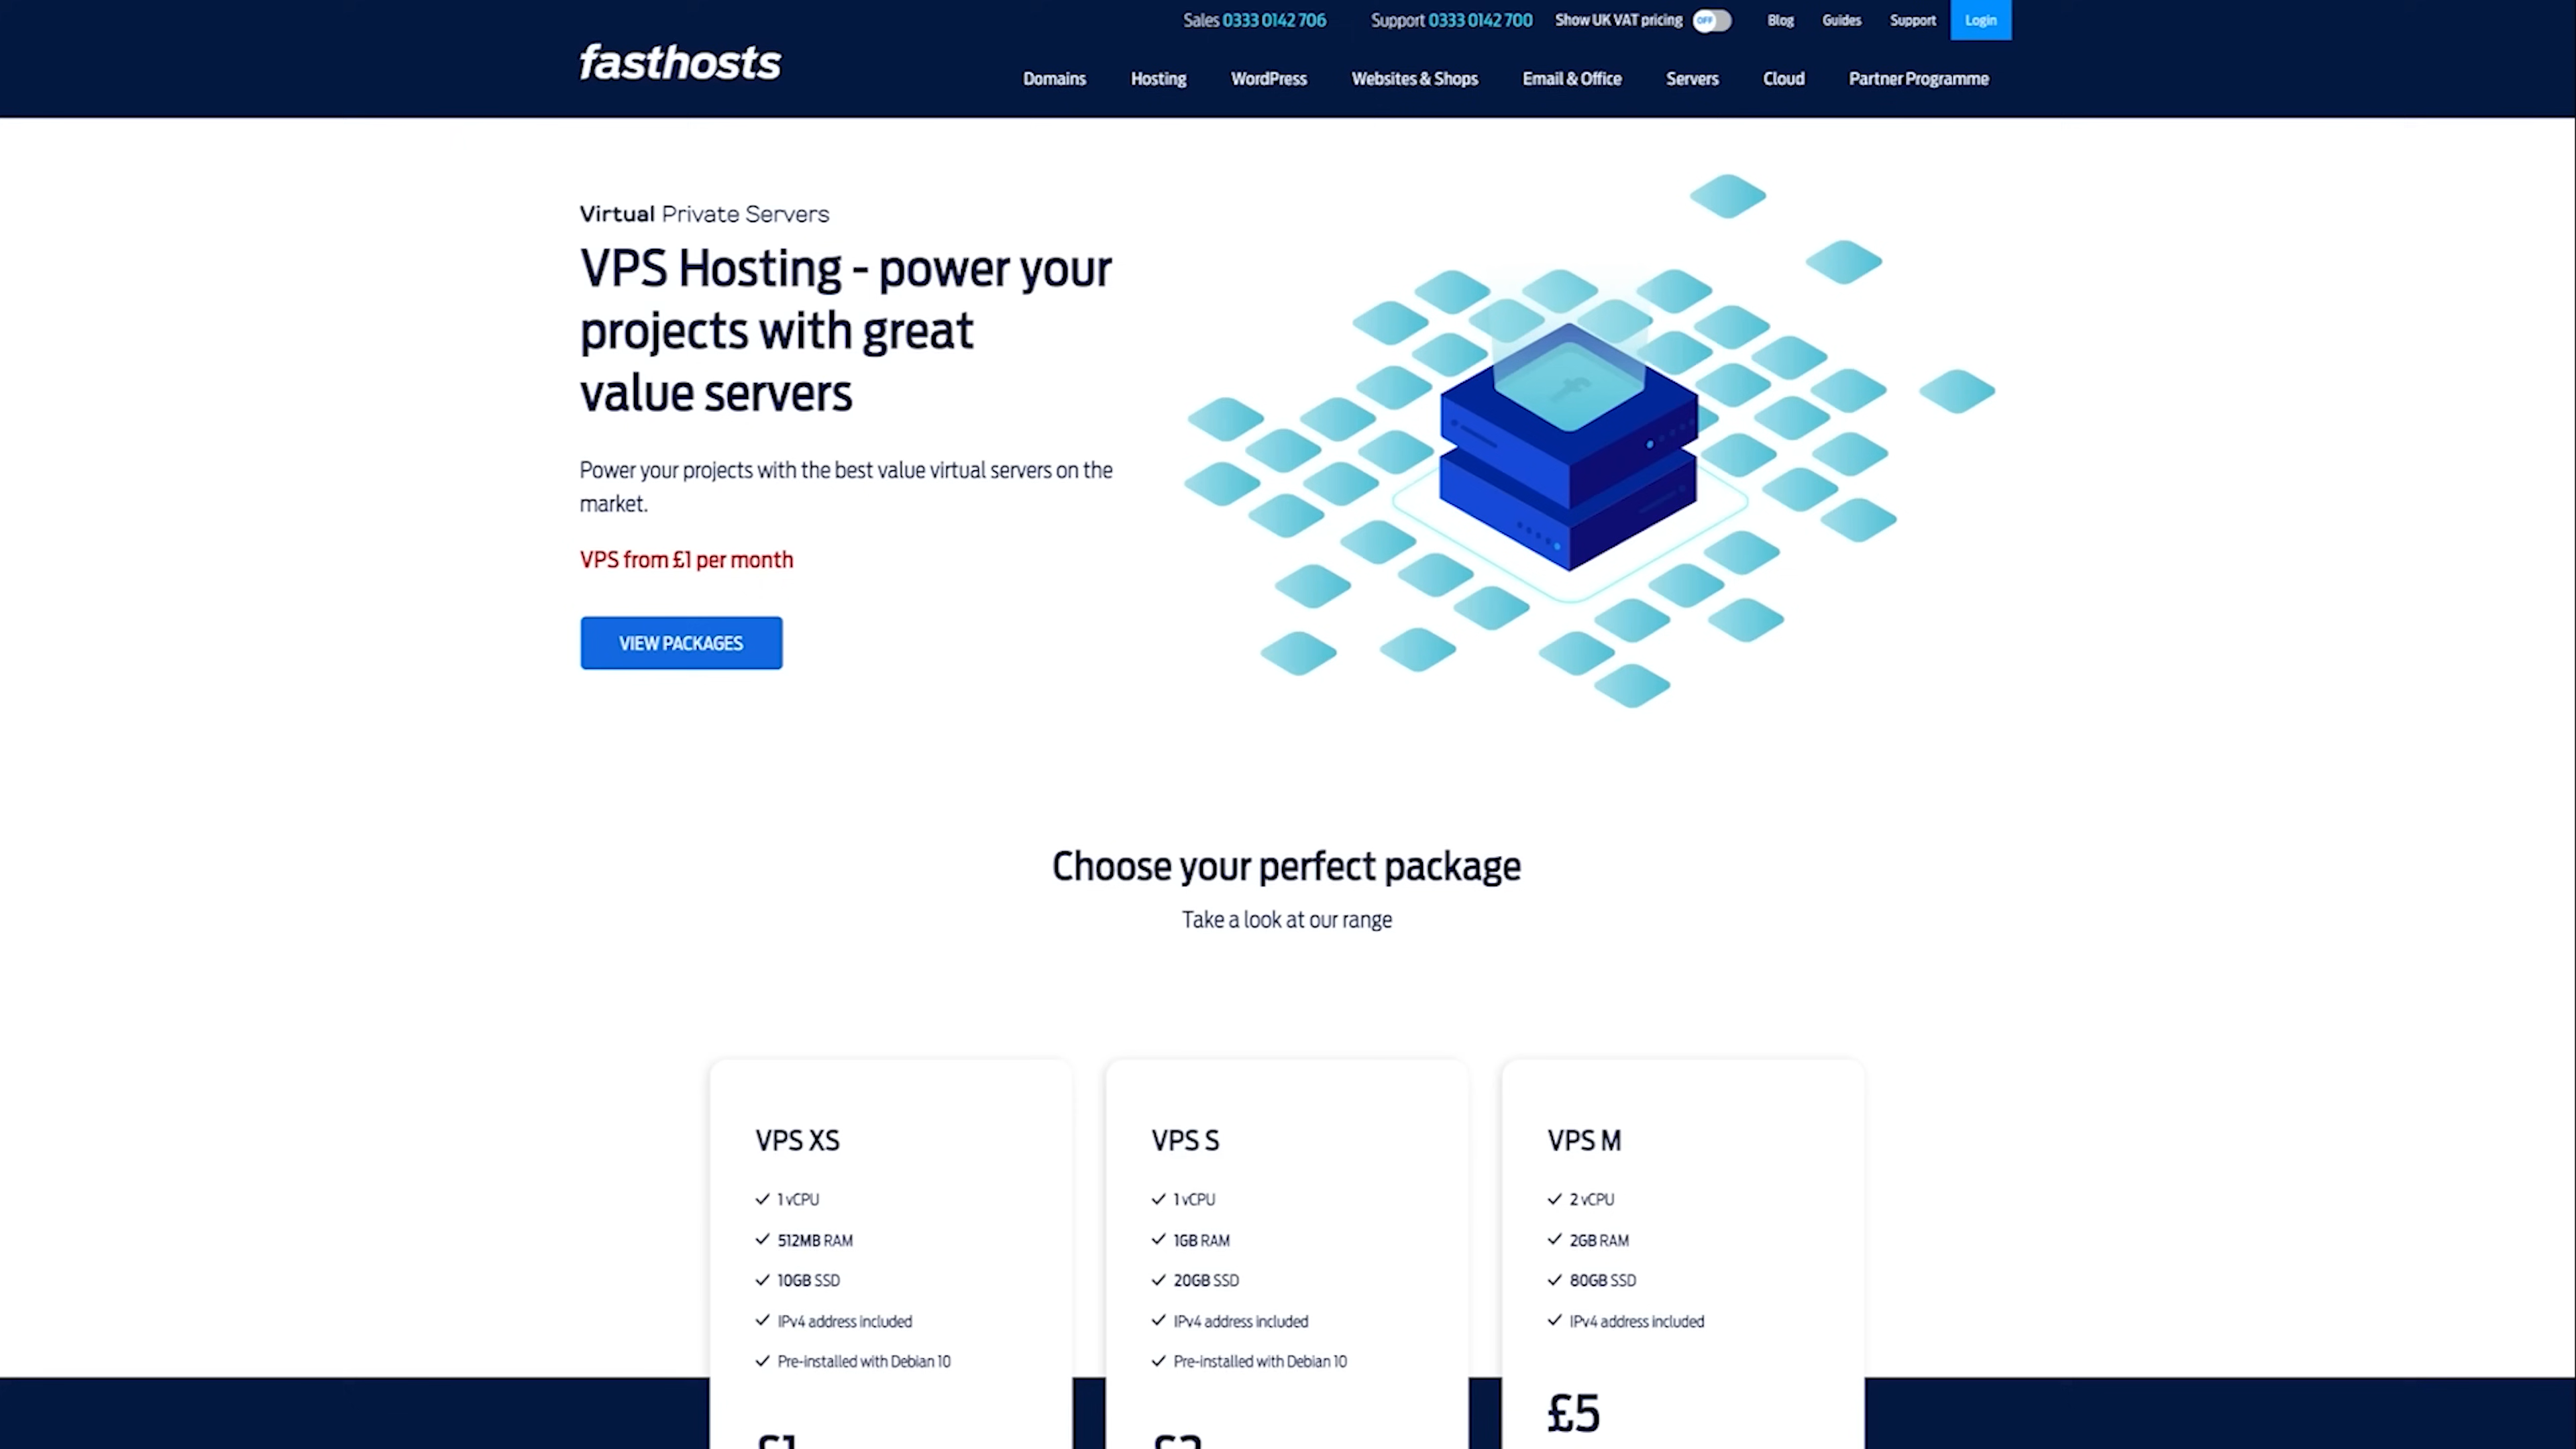 Sales 0333 0142 706 Support 0333 0142 700 Show UK VAT pricing OFF Blog Guides Support Login
fasthosts
Domains Hosting WordPress Websites & Shops Email & Office Servers Cloud Partner Programme
Virtual Private Servers
VPS Hosting - power your
projects with great
value servers
Power your projects with the best value virtual servers on the
market.
VPS from £1 per month
VIEW PACKAGES
f
Choose your perfect package
Take a look at our range
VPS XS
1 vCPU
512MB RAM
10GB SSD
IPv4 address included
Pre-installed with Debian 10
£1
VPS S
1 vCPU
1GB RAM
20GB SSD
IPv4 address included
Pre-installed with Debian 10
VPS M
2 vCPU
2GB RAM
80GB SSD
IPv4 address included
£5